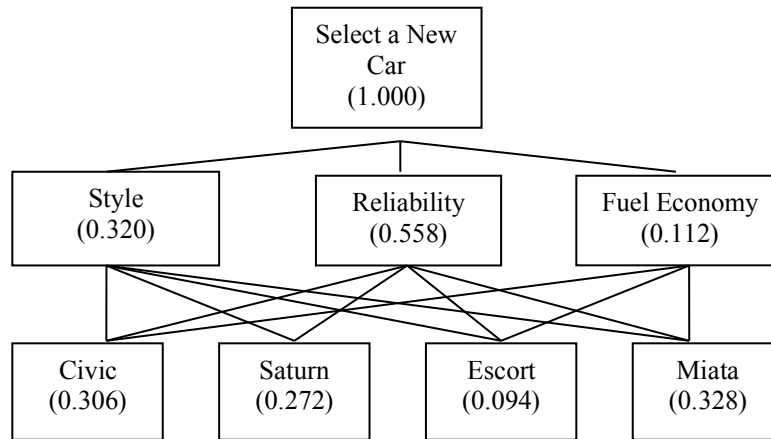 Select a New
Car
(1.000)
Style
(0.320)
Reliability
(0.558)
Fuel Economy
(0.112)
Civic
(0.306)
Saturn
(0.272)
Escort
(0.094)
Miata
(0.328)